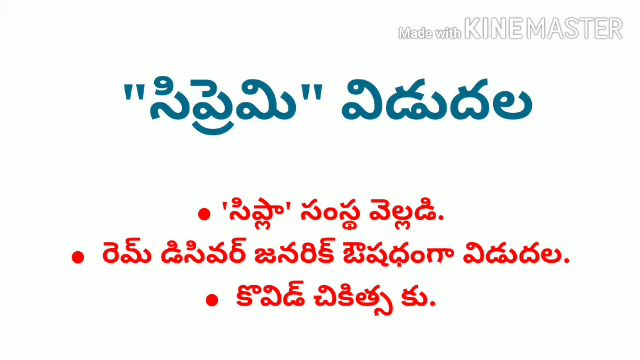 Made with KINEMASTER
"సిప్రెమి" విడుదల
● 'సిప్లా' సంస్థ వెల్లడి.
● రెమ్ డిసివర్ జనరిక్ ఔషధంగా విడుదల.
● కొవిడ్ చికిత్స కు.